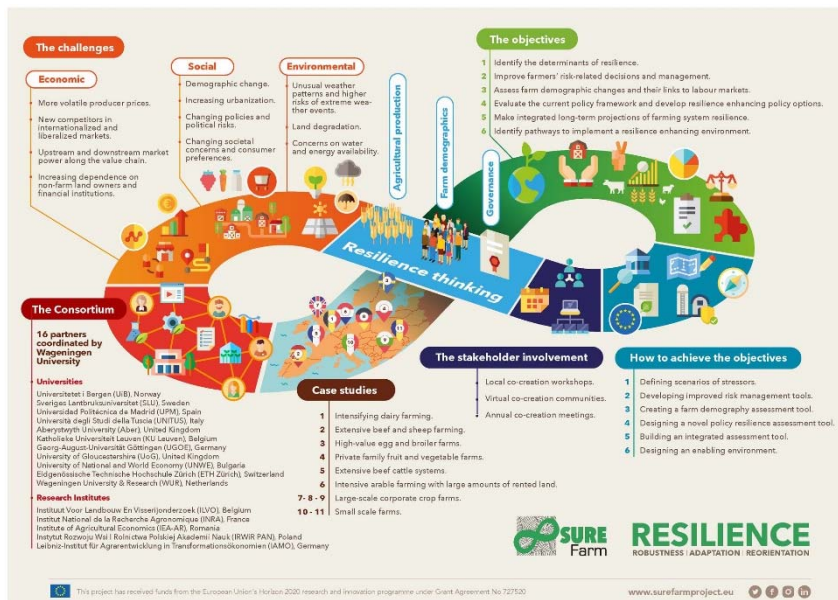 The challenges
Economic
More volatile producer prices.
New competitors in
internationalized and
liberalized markets.
Upstream and downstream market
power along the value chain.
Increasing dependence on
non-farm land owners and
financial institutions.
Social
Demographic change.
Increasing urbanization.
Changing policies and
political risks.
Changing societal
concerns and consumer
preferences.
Environmental
Unusual weather
patterns and higher
risks of extreme wea-
ther events.
Land degradation.
Concerns on water
and energy availability.
Agricultural production
Farm demographics
Governance
Resilience thinking
The objectives
1 Identify the determinants of resilience.
2 Improve farmers' risk-related decisions and management.
3 Assess farm demographic changes and their links to labour markets.
4 Evaluate the current policy framework and develop resilience enhancing policy options.
5 Make integrated long-term projections of farming system resilience.
6 Identify pathways to implement a resilience enhancing environment.
The Consortium
16 partners
coordinated by
Wageningen
University
Universities
Universitetet i Bergen (UiB), Norway
Sveriges Lantbruksuniversitet (SLU), Sweden
Universidad Politécnica de Madrid (UPM), Spain
Università degli Studi della Tuscia (UNITUS), Italy
Aberystwyth University (Aber), United Kingdom
Katholieke Universiteit Leuven (KU Leuven), Belgium
Georg-August-Universität Göttingen (UGOE), Germany
University of Gloucestershire (UoG), United Kingdom
University of National and World Economy (UNWE), Bulgaria
Eidgenössische Technische Hochschule Zürich (ETH Zürich), Switzerland
Wageningen University & Research (WUR), Netherlands
Research Institutes
Instituut Voor Landbouw En Visserijonderzoek (ILVO), Belgium
Institut National de la Recherche Agronomique (INRA), France
Institute of Agricultural Economics (IEA-AR), Romania
Instytut Rozwoju Wsi I Rolnictwa Polskiej Akademii Nauk (IRWiR PAN), Poland
Leibniz-Institut für Agrarentwicklung in Transformationsökonomien (IAMO), Germany
Case studies
1 Intensifying dairy farming.
2 Extensive beef and sheep farming.
3 High-value egg and broiler farms.
4 Private family fruit and vegetable farms.
5 Extensive beef cattle systems.
6 Intensive arable farming with large amounts of rented land.
7- 8 - 9 Large-scale corporate crop farms.
10 - 11 Small scale farms.
The stakeholder involvement
Local co-creation workshops.
Virtual co-creation communities.
Annual co-creation meetings.
How to achieve the objectives
1 Defining scenarios of stressors.
2 Developing improved risk management tools.
3 Creating a farm demography assessment tool.
4 Designing a novel policy resilience assessment tool.
5 Building an integrated assessment tool.
6 Designing an enabling environment.
SURE
Farm
RESILIENCE
ROBUSTNESS | ADAPTATION | REORIENTATION
This project has received funds from the European Union's Horizon 2020 research and innovation programme under Grant Agreement No 727520
www.surefarmproject.eu